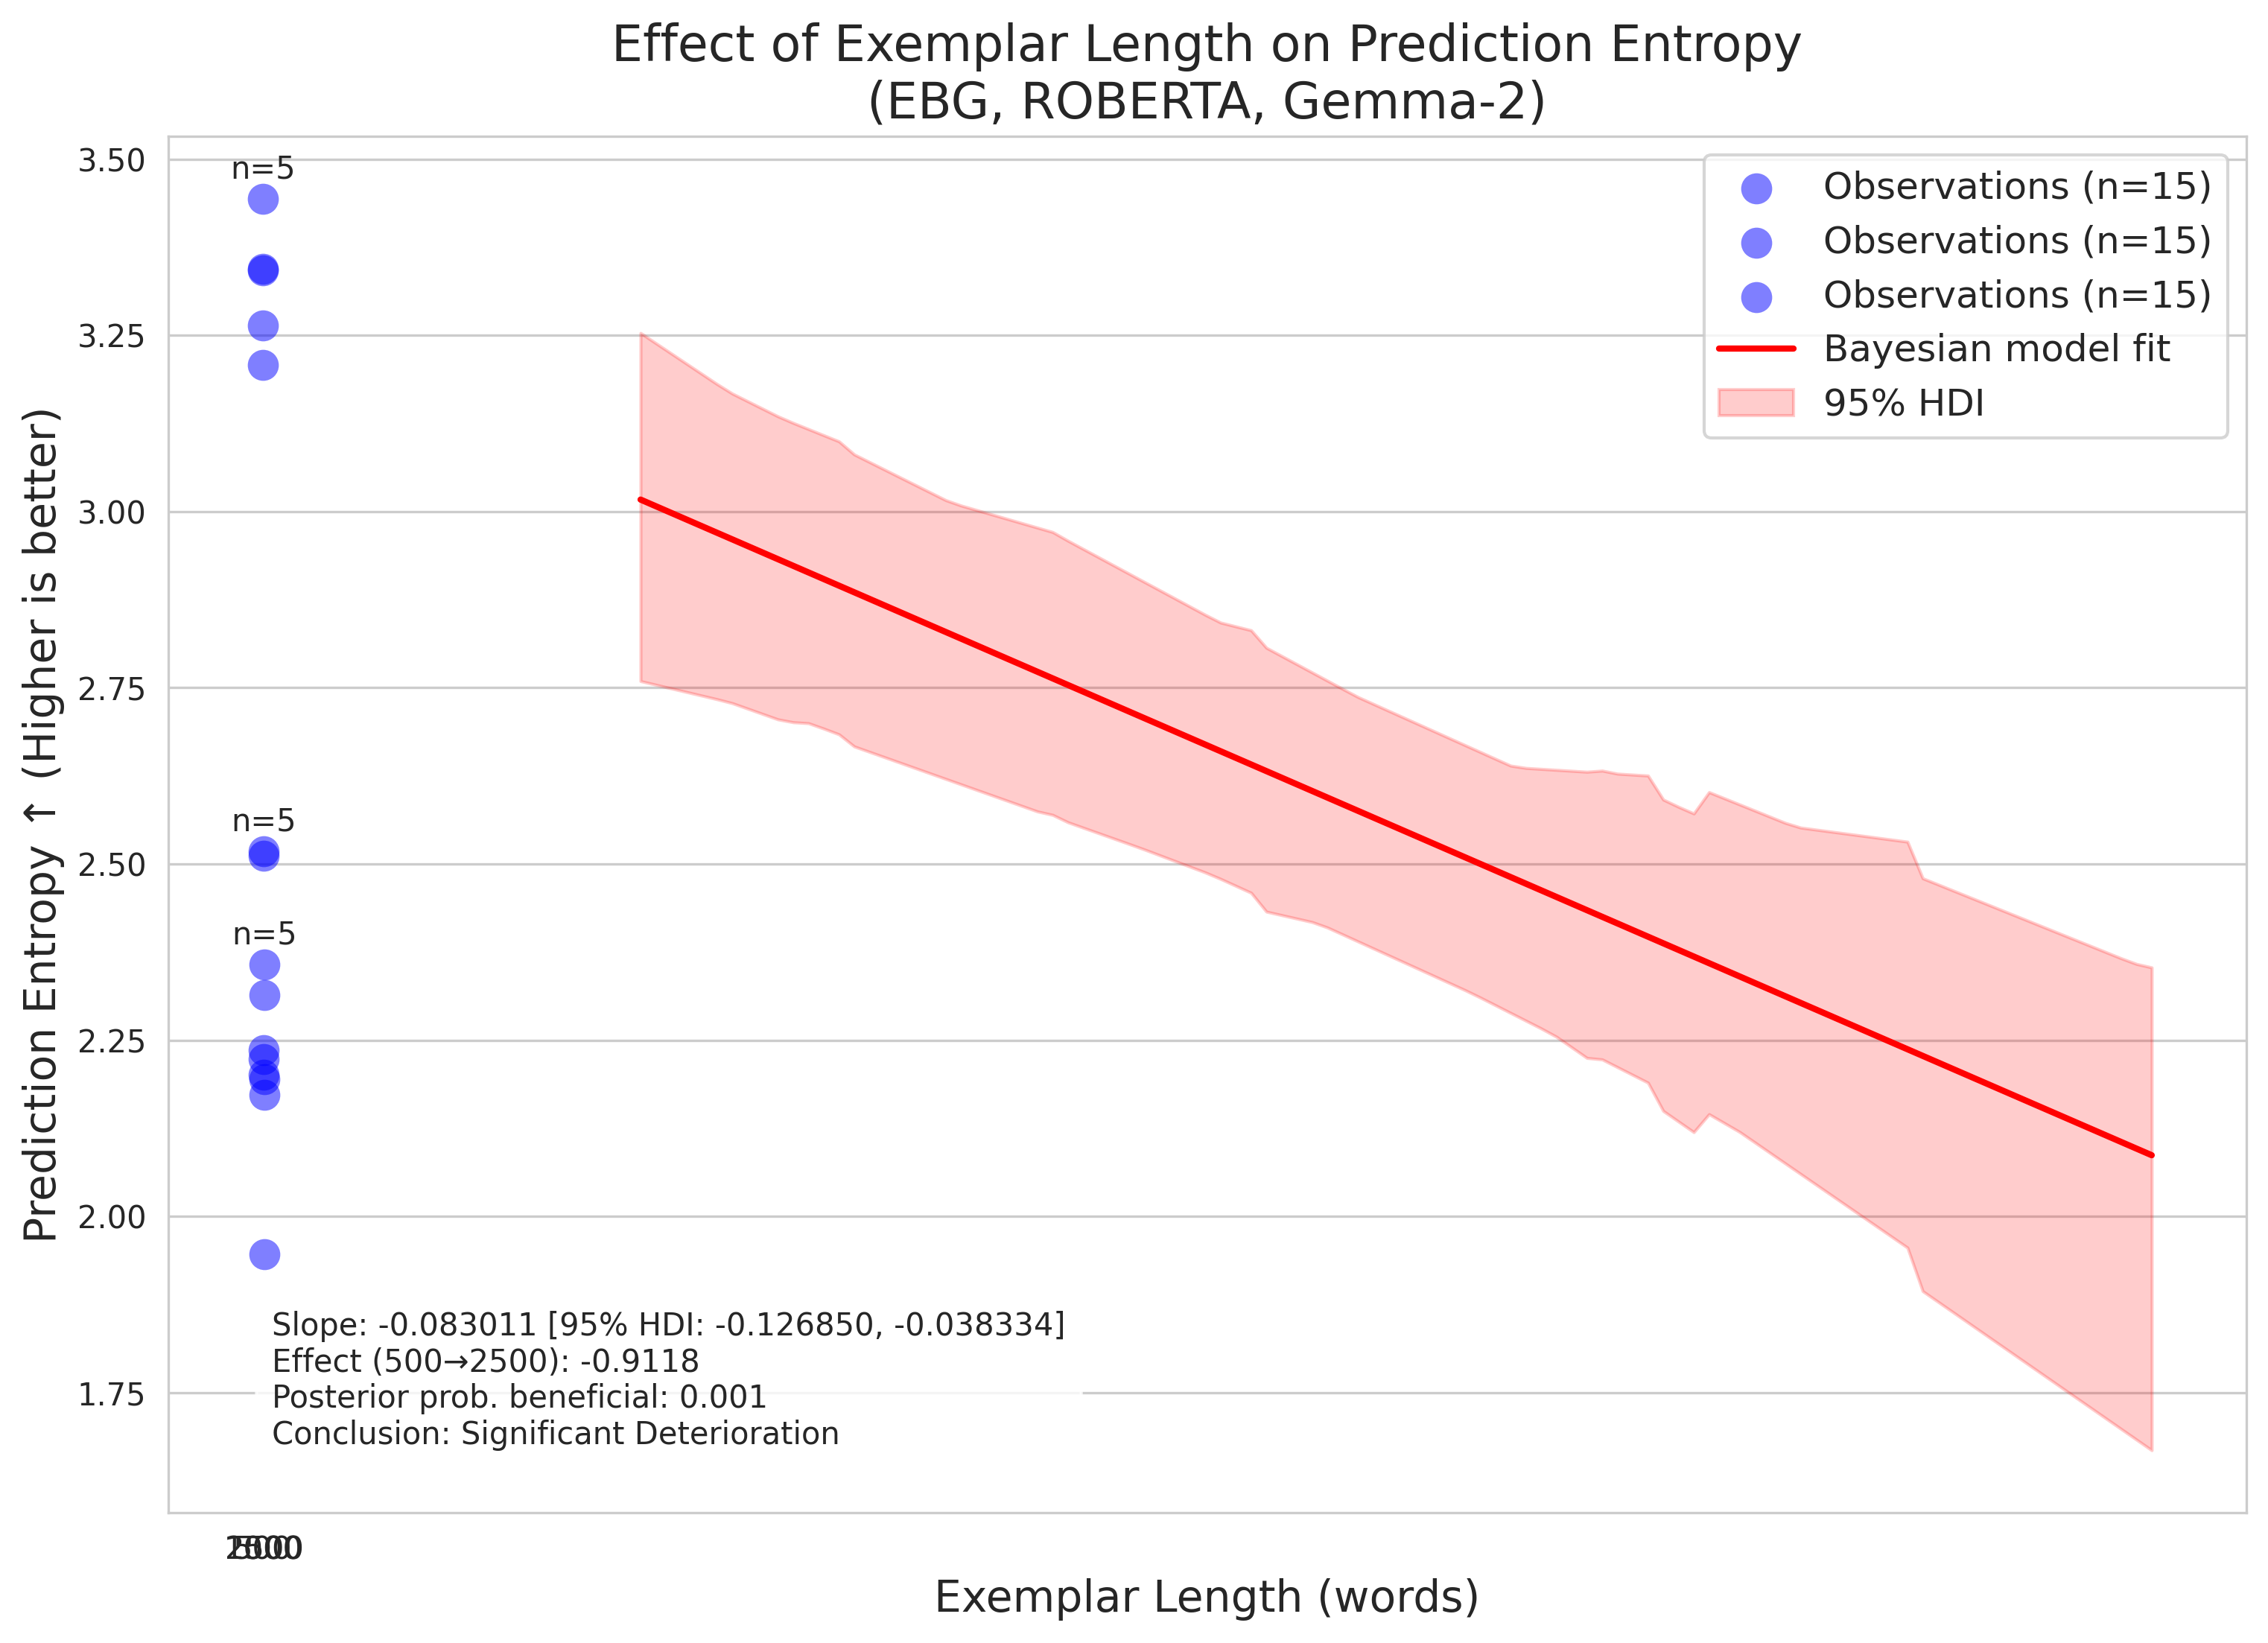 Effect of Exemplar Length on Prediction Entropy
(EBG, ROBERTA, Gemma-2)
Prediction Entropy ↑ (Higher is better)
3.50
3.25
3.00
2.75
2.50
2.25
2.00
1.75
n=5
n=5
n=5
Observations (n=15)
Observations (n=15)
Observations (n=15)
Bayesian model fit
95% HDI
Slope: -0.083011 [95% HDI: -0.126850, -0.038334]
Effect (500→2500): -0.9118
Posterior prob. beneficial: 0.001
Conclusion: Significant Deterioration
Exemplar Length (words)